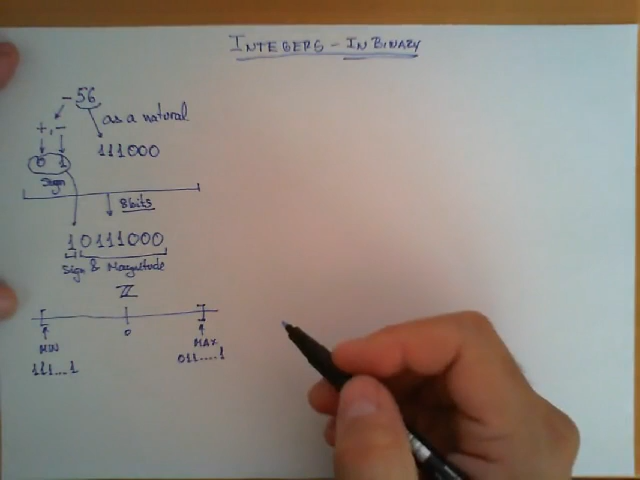 INTEGERS - IN BINARY
-56
+, -
as a natural
111000
0 1
Sign
8bits
10111000
Sign & Magnitude
Z
0
MIN
MAX
111...1
011....1